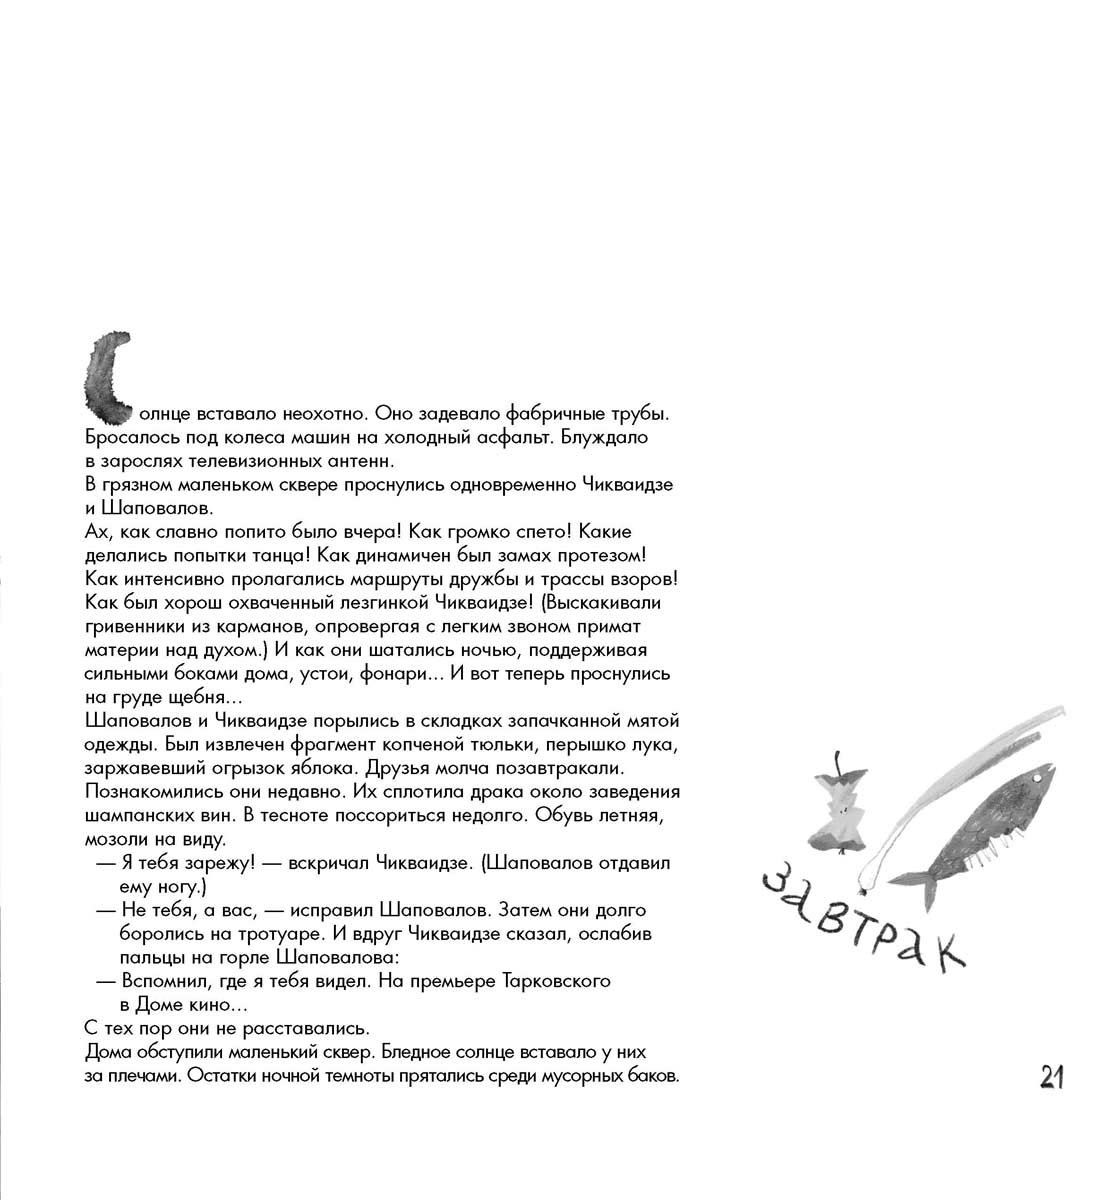 Солнце вставало неохотно. Оно задевало фабричные трубы.
Бросалось под колеса машин на холодный асфальт. Блуждало
в зарослях телевизионных антенн.
В грязном маленьком сквере проснулись одновременно Чикваидзе
и Шаповалов.
Ах, как славно попито было вчера! Как громко спето! Какие
делались попытки танца! Как динамичен был замах протезом!
Как интенсивно пролагались маршруты дружбы и трассы взоров!
Как был хорош охваченный лезгинкой Чикваидзе! (Выскакивали
гривенники из карманов, опровергая с легким звоном примат
материи над духом.) И как они шатались ночью, поддерживая
сильными боками дома, устои, фонари... И вот теперь проснулись
на груде щебня...
Шаповалов и Чикваидзе порылись в складках запачканной мятой
одежды. Был извлечен фрагмент копченой тюльки, перышко лука,
заржавевший огрызок яблока. Друзья молча позавтракали.
Познакомились они недавно. Их сплотила драка около заведения
шампанских вин. В тесноте поссориться недолго. Обувь летняя,
мозоли на виду.
— Я тебя зарежу! — вскричал Чикваидзе. (Шаповалов отдавил
ему ногу.)
— Не тебя, а вас, — исправил Шаповалов. Затем они долго
боролись на тротуаре. И вдруг Чикваидзе сказал, ослабив
пальцы на горле Шаповалова:
— Вспомнил, где я тебя видел. На премьере Тарковского
в Доме кино...
С тех пор они не расставались.
Дома обступили маленький сквер. Бледное солнце вставало у них
за плечами. Остатки ночной темноты прятались среди мусорных баков.
завтрак
21